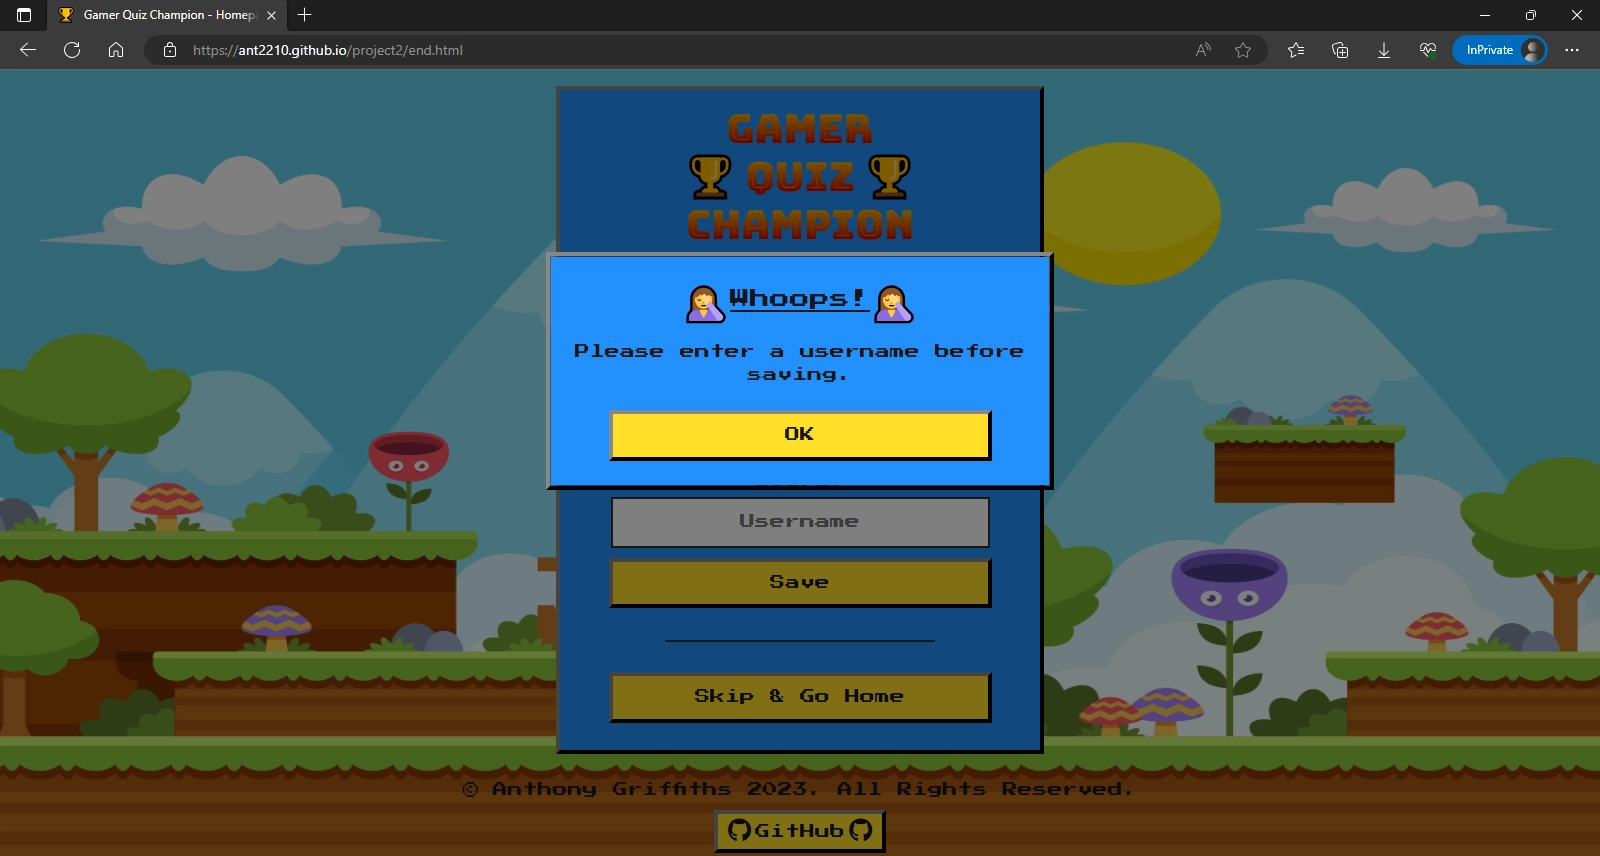 Gamer Quiz Champion - Homep
InPrivate
https://ant2210.github.io/project2/end.html
GAMER
QUIZ
CHAMPION
Whoops!
Please enter a username before
saving.
OK
Username
Save
Skip & Go Home
© Anthony Griffiths 2023. All Rights Reserved.
GitHub